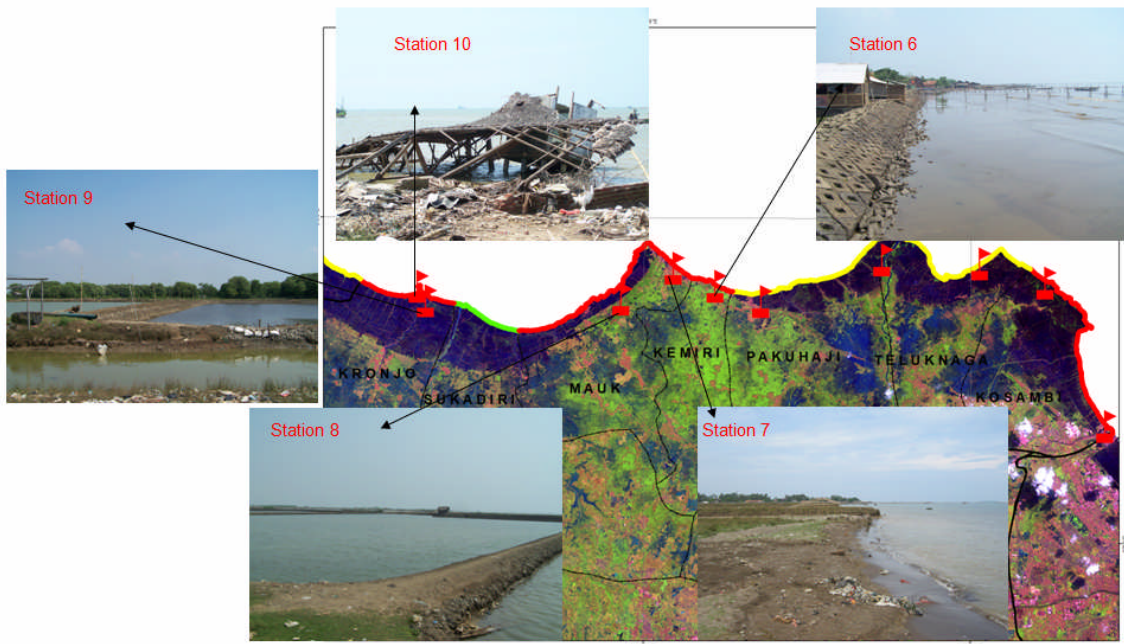 Station 10
Station 6
Station 9
KRONJO
SUKADIRI
MAUK
KEMIRI
PAKUHAJI
TELUKNAGA
KOSAMBI
Station 8
Station 7